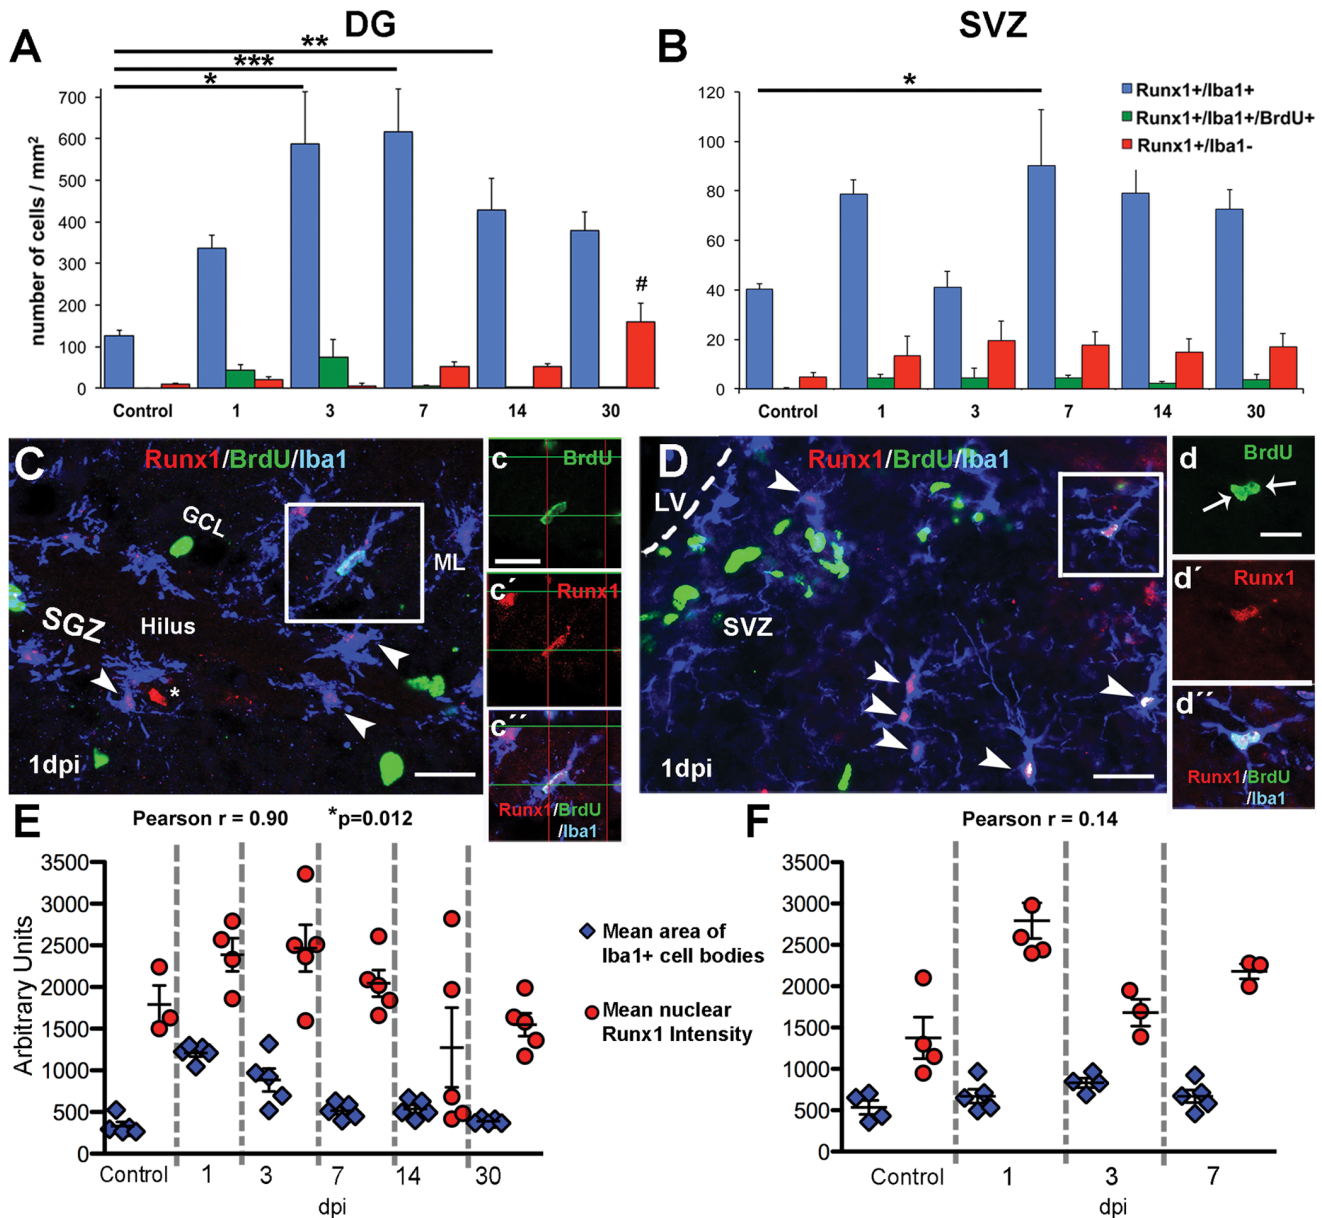 A
DG
**
***
*
number of cells / mm²
700
600
500
400
300
200
100
0
#
Control 1 3 7 14 30
B
SVZ
*
120
100
80
60
40
20
0
Runx1+/Iba1+
Runx1+/Iba1+/BrdU+
Runx1+/Iba1-
Control 1 3 7 14 30
C
Runx1/BrdU/Iba1
GCL
ML
SGZ
Hilus
*
1dpi
c
BrdU
c´
Runx1
c´´
Runx1/BrdU
/Iba1
D
Runx1/BrdU/Iba1
LV
SVZ
1dpi
d
BrdU
d´
Runx1
d´´
Runx1/BrdU
/Iba1
E
Pearson r = 0.90 *p=0.012
Arbitrary Units
3500
3000
2500
2000
1500
1000
500
0
Control 1 3 7 14 30
dpi
Mean area of
Iba1+ cell bodies
Mean nuclear
Runx1 Intensity
F
Pearson r = 0.14
3500
3000
2500
2000
1500
1000
500
0
Control 1 3 7
dpi